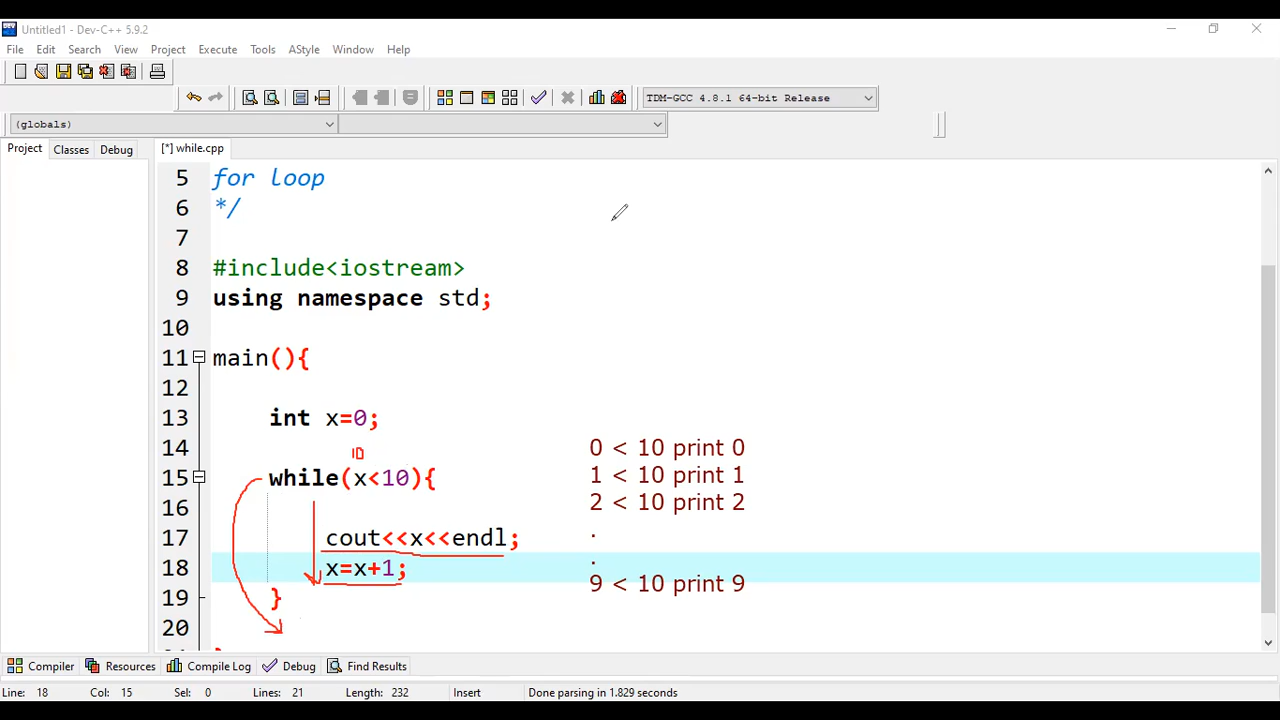 Untitled1 - Dev-C++ 5.9.2
File Edit Search View Project Execute Tools AStyle Window Help
TDM-GCC 4.8.1 64-bit Release
(globals)
Project Classes Debug [*] while.cpp
5 for loop
6 */
7
8 #include<iostream>
9 using namespace std;
10
11 main(){
12
13 int x=0;
14 0 < 10 print 0
10
15 while(x<10){ 1 < 10 print 1
16 2 < 10 print 2
17 cout<<x<<endl; .
18 x=x+1; .
19 } 9 < 10 print 9
20
Compiler Resources Compile Log Debug Find Results
Line: 18 Col: 15 Sel: 0 Lines: 21 Length: 232 Insert Done parsing in 1.829 seconds